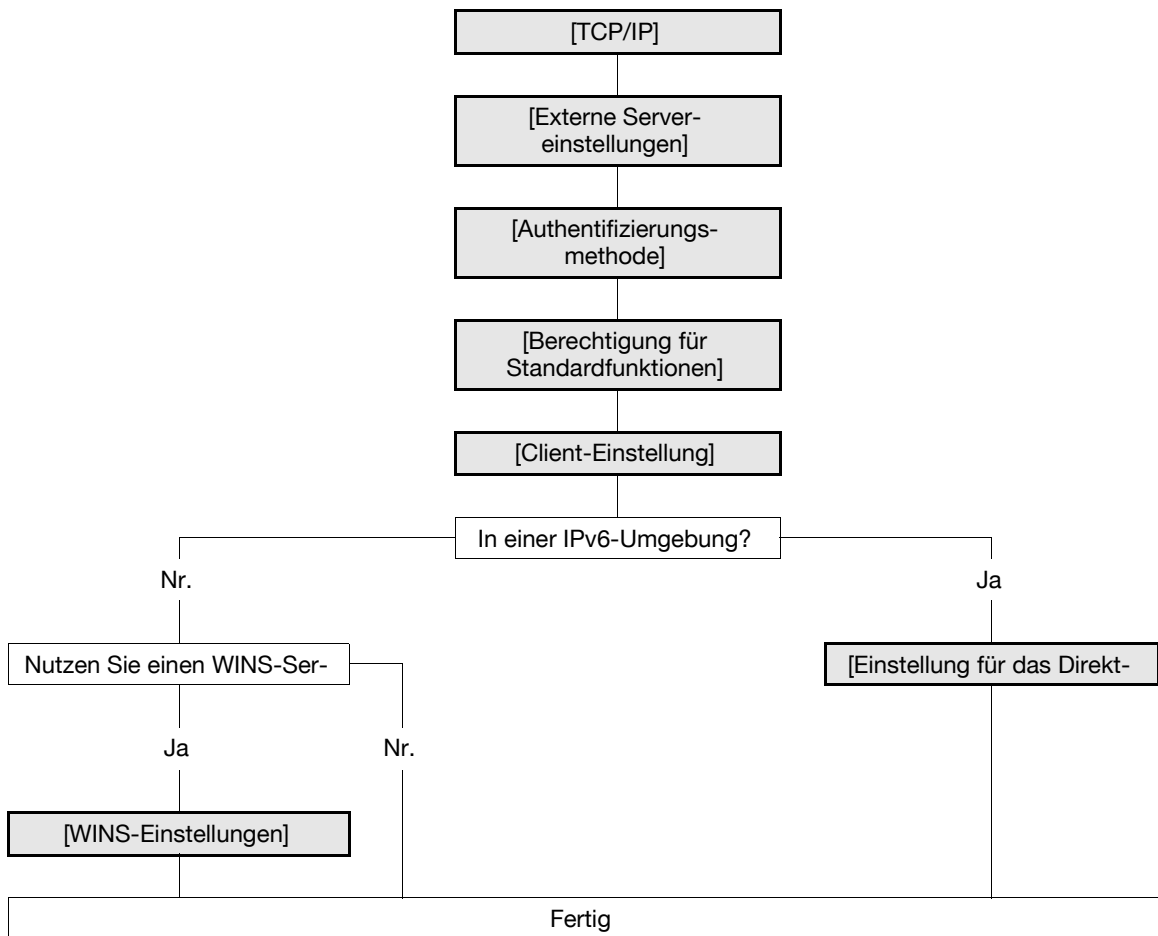 [TCP/IP]
[Externe Server-
einstellungen]
[Authentifizierungs-
methode]
[Berechtigung für
Standardfunktionen]
[Client-Einstellung]
In einer IPv6-Umgebung?
Nr.
Ja
Nutzen Sie einen WINS-Ser-
[Einstellung für das Direkt-
Ja
Nr.
[WINS-Einstellungen]
Fertig